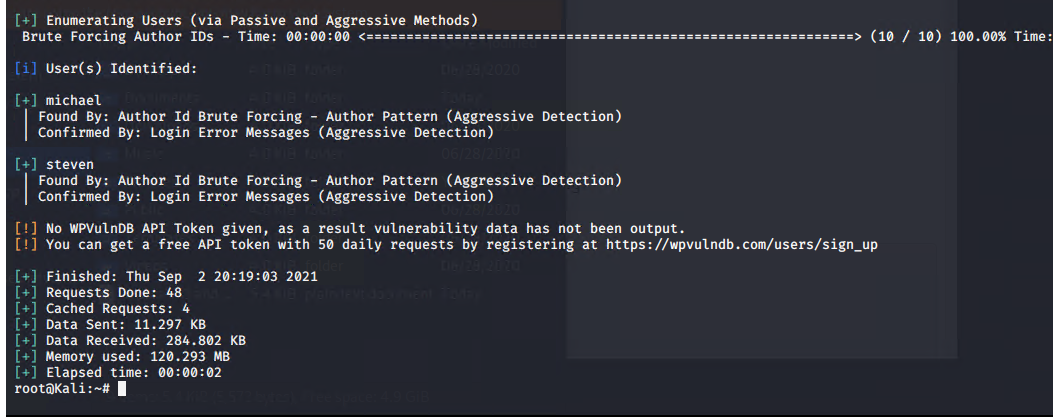 [+] Enumerating Users (via Passive and Aggressive Methods)
Brute Forcing Author IDs - Time: 00:00:00 <=============================================================> (10 / 10) 100.00% Time:
[i] User(s) Identified:
[+] michael
| Found By: Author Id Brute Forcing - Author Pattern (Aggressive Detection)
| Confirmed By: Login Error Messages (Aggressive Detection)
[+] steven
| Found By: Author Id Brute Forcing - Author Pattern (Aggressive Detection)
| Confirmed By: Login Error Messages (Aggressive Detection)
[!] No WPVulnDB API Token given, as a result vulnerability data has not been output.
[!] You can get a free API token with 50 daily requests by registering at https://wpvulndb.com/users/sign_up
[+] Finished: Thu Sep  2 20:19:03 2021
[+] Requests Done: 48
[+] Cached Requests: 4
[+] Data Sent: 11.297 KB
[+] Data Received: 284.802 KB
[+] Memory used: 120.293 MB
[+] Elapsed time: 00:00:02
root@Kali:~#